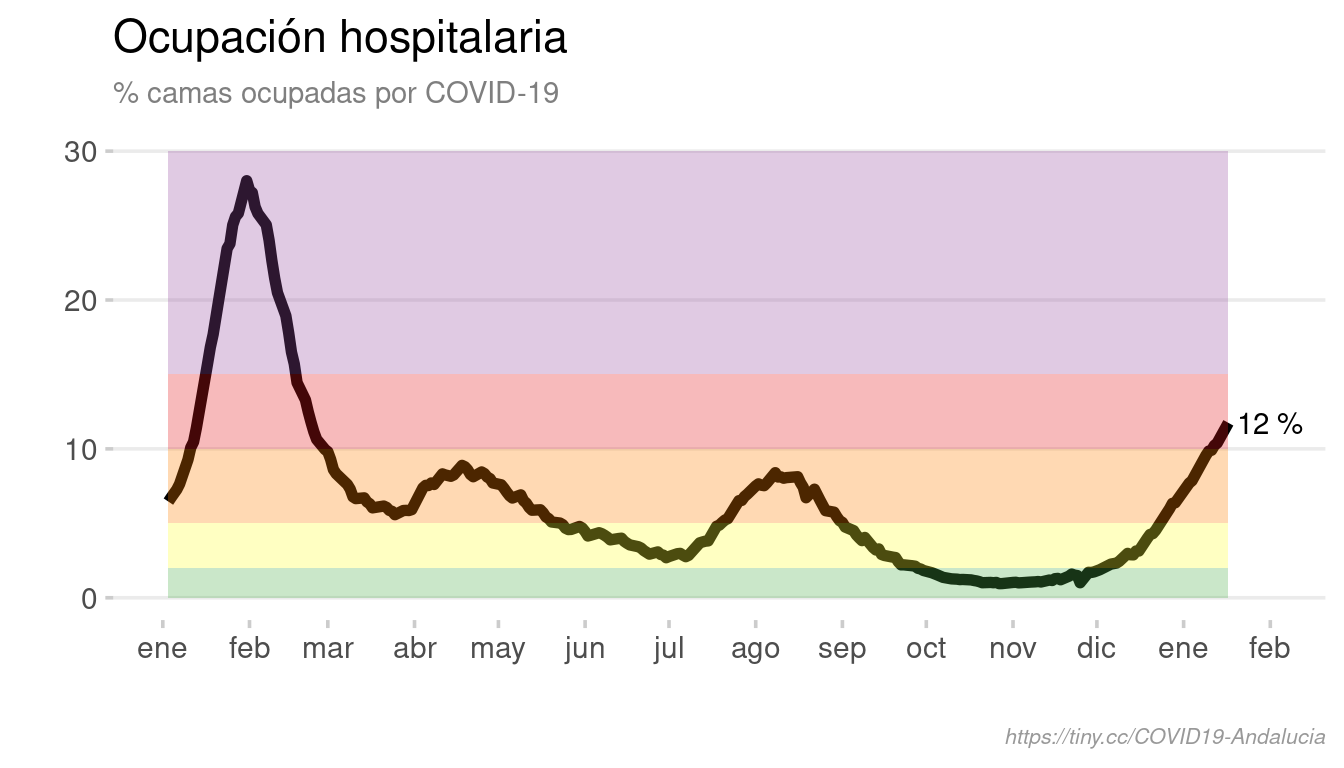 Ocupación hospitalaria
% camas ocupadas por COVID-19
30
20
10
0
12 %
ene feb mar abr may jun jul ago sep oct nov dic ene feb
https://tiny.cc/COVID19-Andalucia